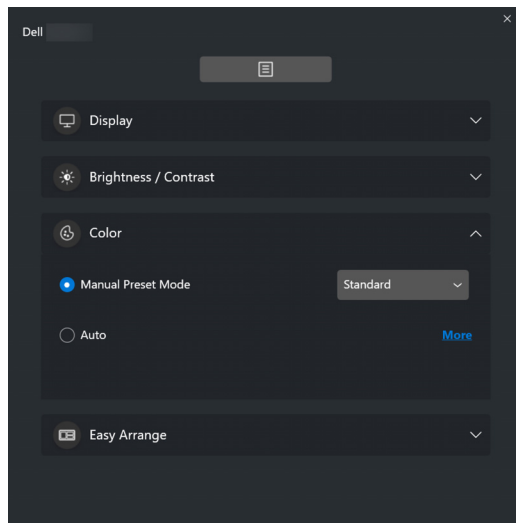 Dell
Display
Brightness / Contrast
Color
Manual Preset Mode Standard
Auto More
Easy Arrange